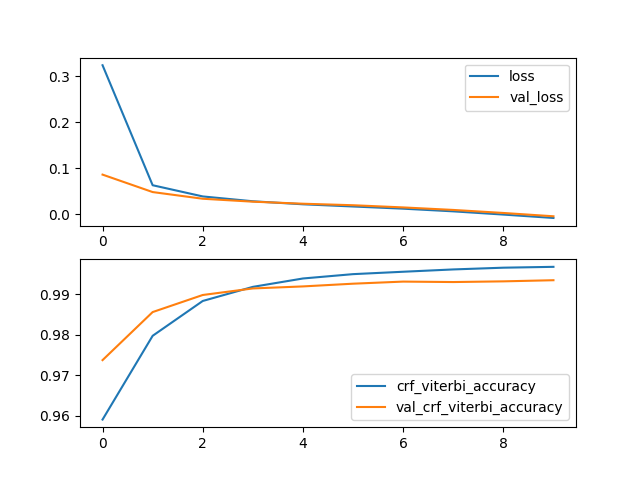 0.3
0.2
0.1
0.0
loss
val_loss
0 2 4 6 8
0.99
0.98
0.97
0.96
crf_viterbi_accuracy
val_crf_viterbi_accuracy
0 2 4 6 8